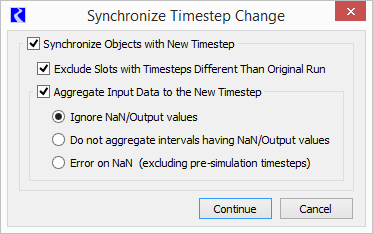 Synchronize Timestep Change
Synchronize Objects with New Timestep
Exclude Slots with Timesteps Different Than Original Run
Aggregate Input Data to the New Timestep
Ignore NaN/Output values
Do not aggregate intervals having NaN/Output values
Error on NaN (excluding pre-simulation timesteps)
Continue Cancel